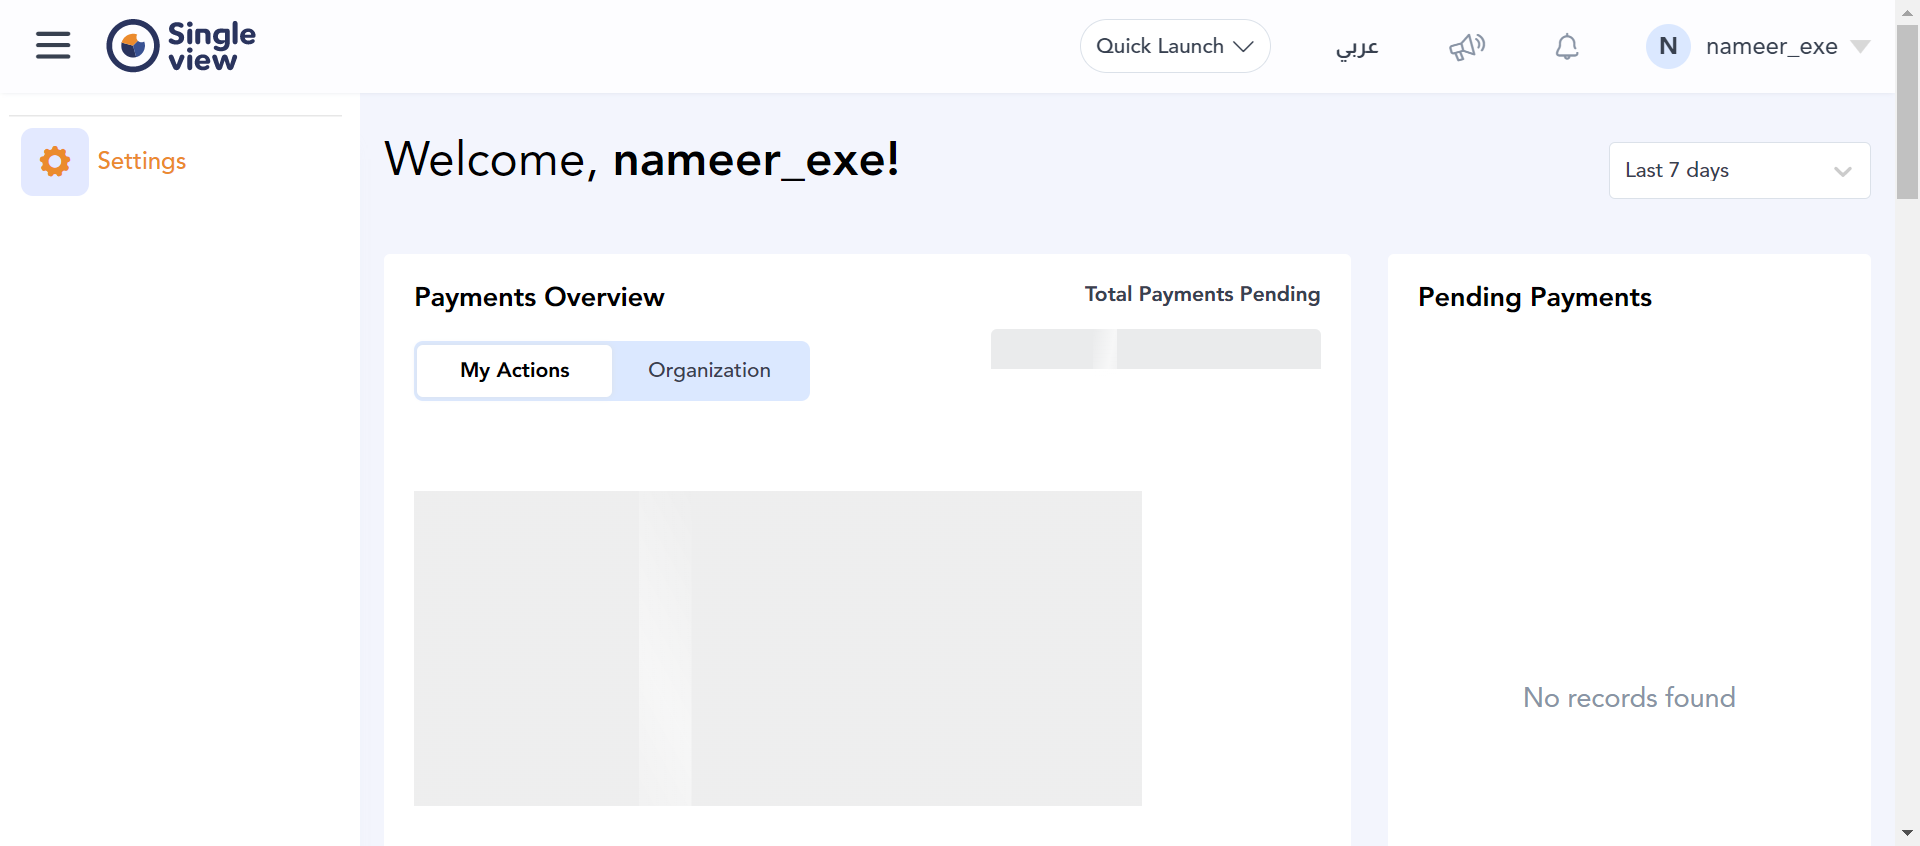 Single
view
Quick Launch
عربي
N
nameer_exe
Settings
Welcome, nameer_exe!
Last 7 days
Payments Overview
Total Payments Pending
My Actions
Organization
Pending Payments
No records found